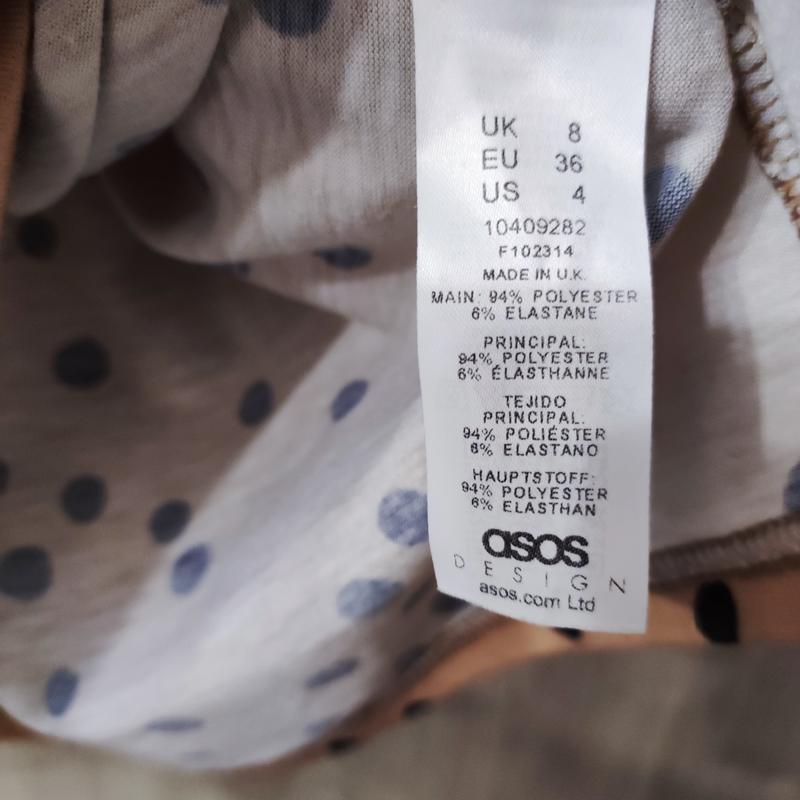 UK 8
EU 36
US 4
10409282
F102314
MADE IN U.K.
MAIN: 94% POLYESTER
6% ELASTANE
PRINCIPAL:
94% POLYESTER
6% ÉLASTHANNE
TEJIDO
PRINCIPAL:
94% POLIÉSTER
6% ELASTANO
HAUPTSTOFF:
94% POLYESTER
6% ELASTHAN
asos
DESIGN
asos.com Ltd